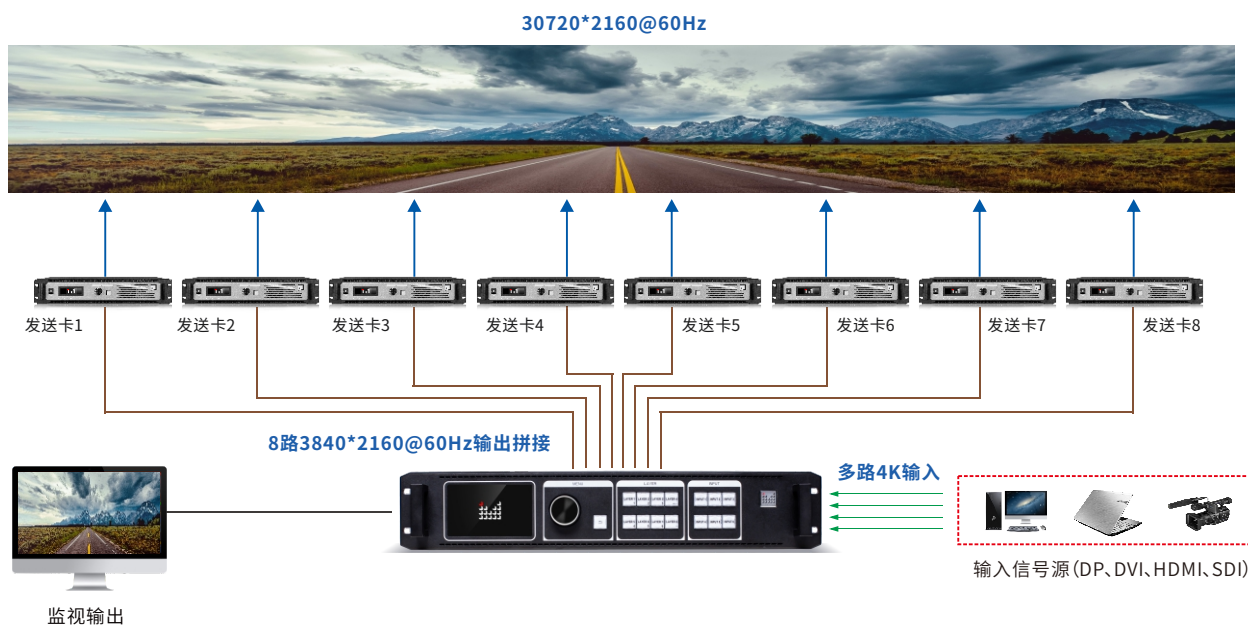 30720*2160@60Hz
发送卡1
发送卡2
发送卡3
发送卡4
发送卡5
发送卡6
发送卡7
发送卡8
8路3840*2160@60Hz输出拼接
多路4K输入
MENU
LAYER
INPUT
输入信号源(DP、DVI、HDMI、SDI)
监视输出